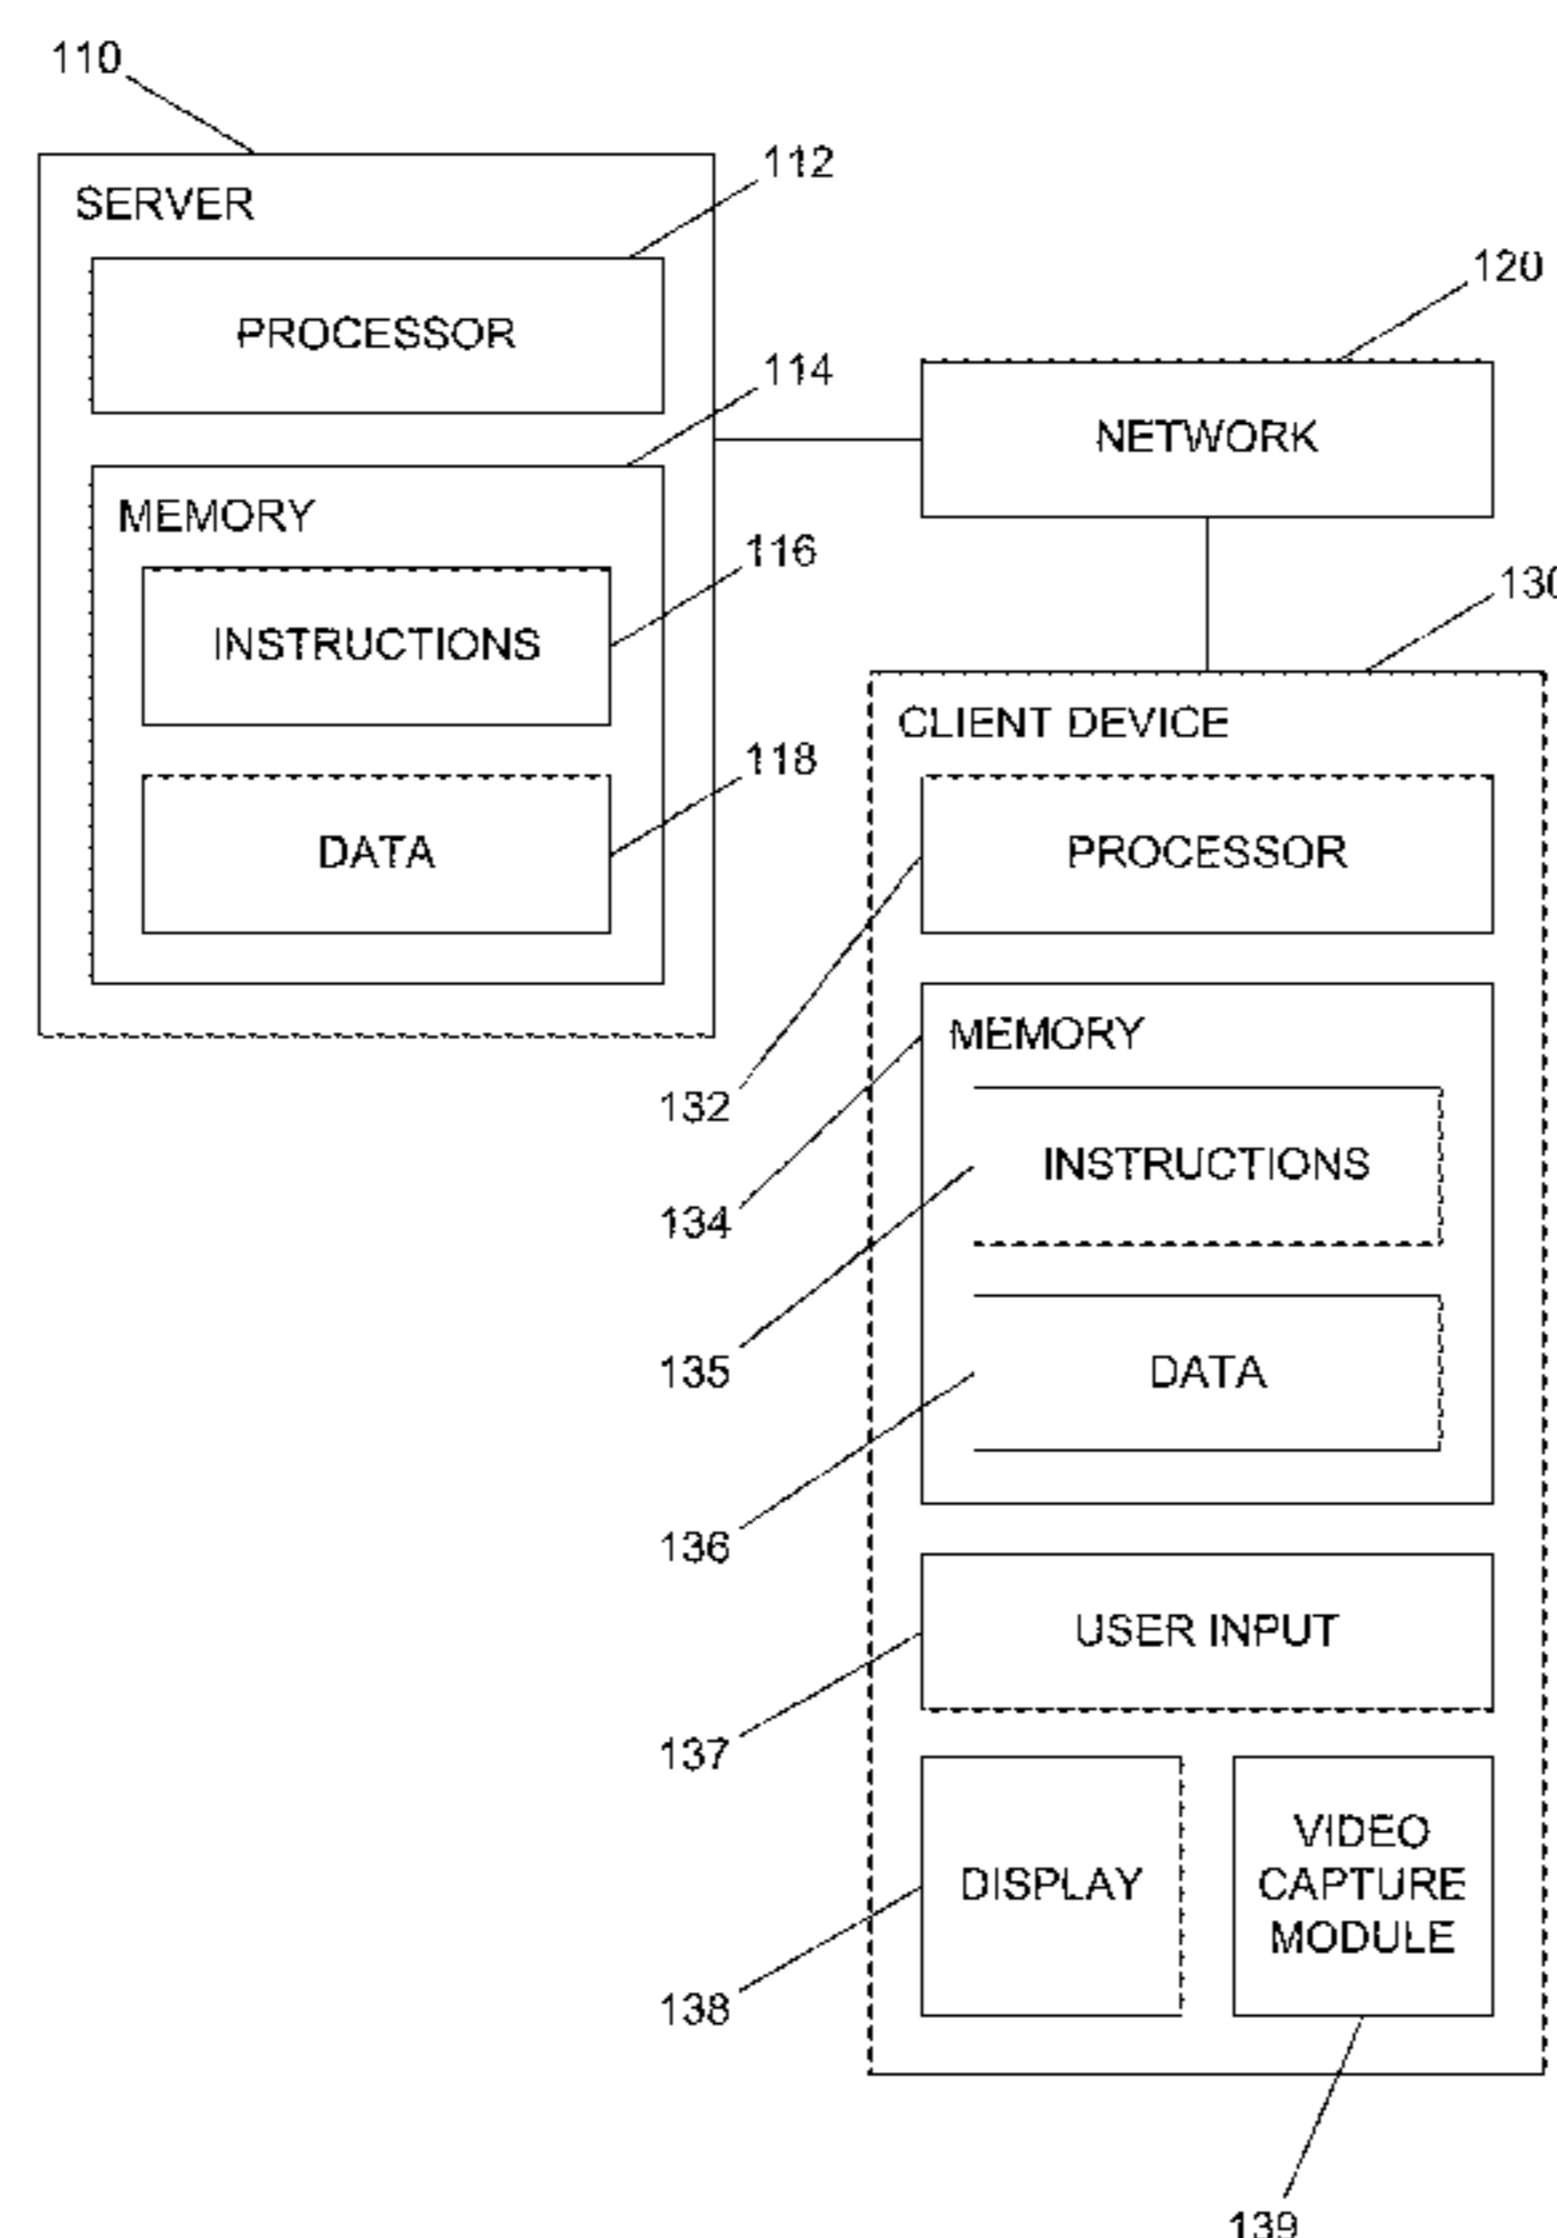 110
SERVER
112
PROCESSOR
114
MEMORY
116
INSTRUCTIONS
118
DATA
120
NETWORK
130
CLIENT DEVICE
PROCESSOR
132
MEMORY
134
INSTRUCTIONS
135
DATA
136
USER INPUT
137
DISPLAY
138
VIDEO
CAPTURE
MODULE
139